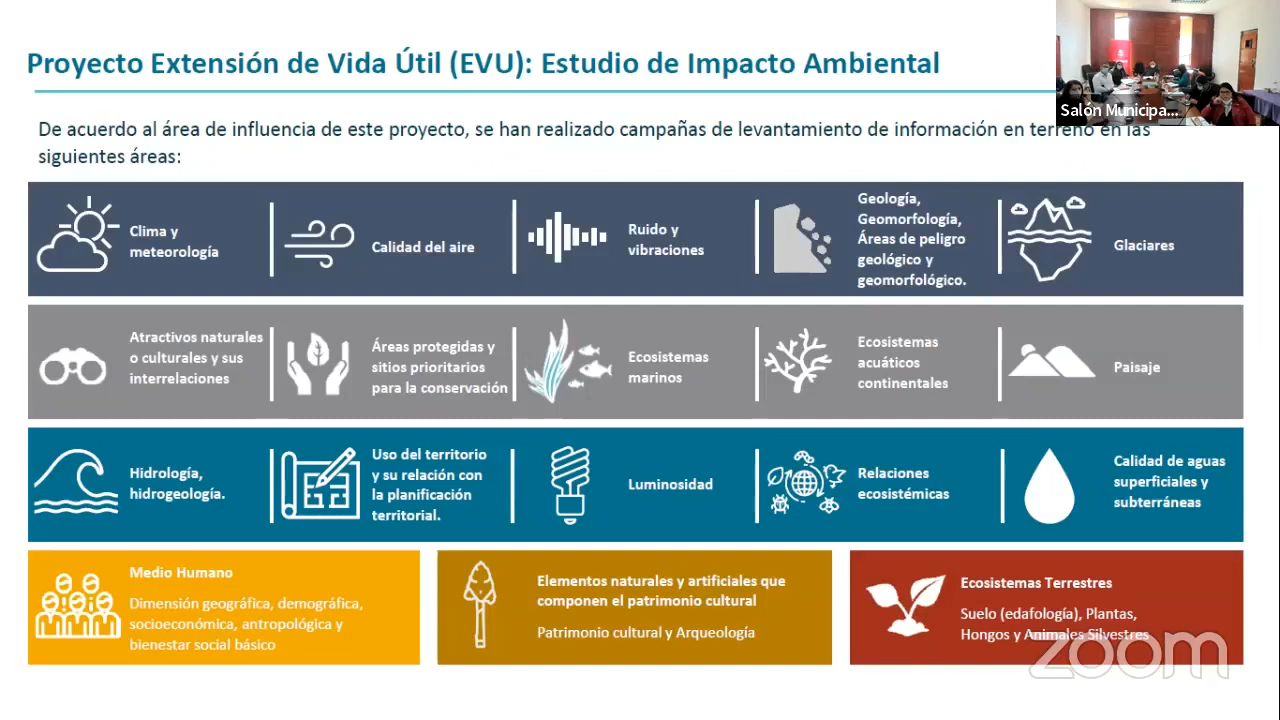 Proyecto Extensión de Vida Útil (EVU): Estudio de Impacto Ambiental
Salón Municipa...
De acuerdo al área de influencia de este proyecto, se han realizado campañas de levantamiento de información en terreno en las
siguientes áreas:
Clima y
meteorología
Calidad del aire
Ruido y
vibraciones
Geología,
Geomorfología,
Áreas de peligro
geológico y
geomorfológico.
Glaciares
Atractivos naturales
o culturales y sus
interrelaciones
Áreas protegidas y
sitios prioritarios
para la conservación
Ecosistemas
marinos
Ecosistemas
acuáticos
continentales
Paisaje
Hidrología,
hidrogeología.
Uso del territorio
y su relación con
la planificación
territorial.
Luminosidad
Relaciones
ecosistémicas
Calidad de aguas
superficiales y
subterráneas
Medio Humano
Dimensión geográfica, demográfica,
socioeconómica, antropológica y
bienestar social básico
Elementos naturales y artificiales que
componen el patrimonio cultural
Patrimonio cultural y Arqueología
Ecosistemas Terrestres
Suelo (edafología), Plantas,
Hongos y Animales Silvestres
zoom